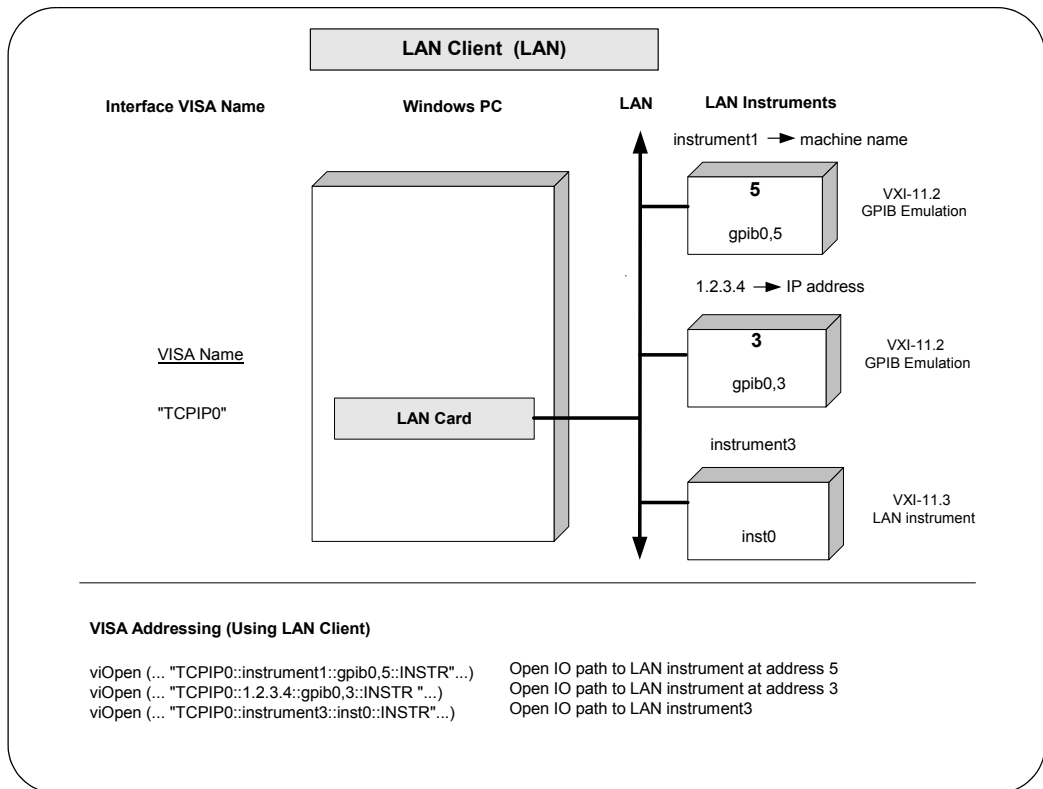 LAN Client (LAN)
Interface VISA Name
Windows PC
LAN
LAN Instruments
instrument1
machine name
5
gpib0,5
VXI-11.2
GPIB Emulation
1.2.3.4
IP address
3
gpib0,3
VXI-11.2
GPIB Emulation
VISA Name
"TCPIP0"
LAN Card
instrument3
inst0
VXI-11.3
LAN instrument
VISA Addressing (Using LAN Client)
viOpen (... "TCPIP0::instrument1::gpib0,5::INSTR"...) Open IO path to LAN instrument at address 5
viOpen (... "TCPIP0::1.2.3.4::gpib0,3::INSTR "...) Open IO path to LAN instrument at address 3
viOpen (... "TCPIP0::instrument3::inst0::INSTR"...) Open IO path to LAN instrument3